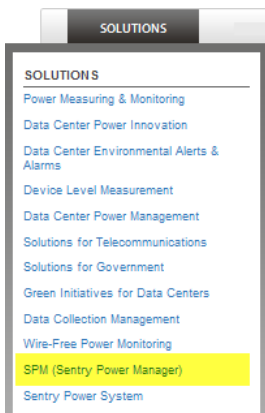 SOLUTIONS
SOLUTIONS
Power Measuring & Monitoring
Data Center Power Innovation
Data Center Environmental Alerts &
Alarms
Device Level Measurement
Data Center Power Management
Solutions for Telecommunications
Solutions for Government
Green Initiatives for Data Centers
Data Collection Management
Wire-Free Power Monitoring
SPM (Sentry Power Manager)
Sentry Power System